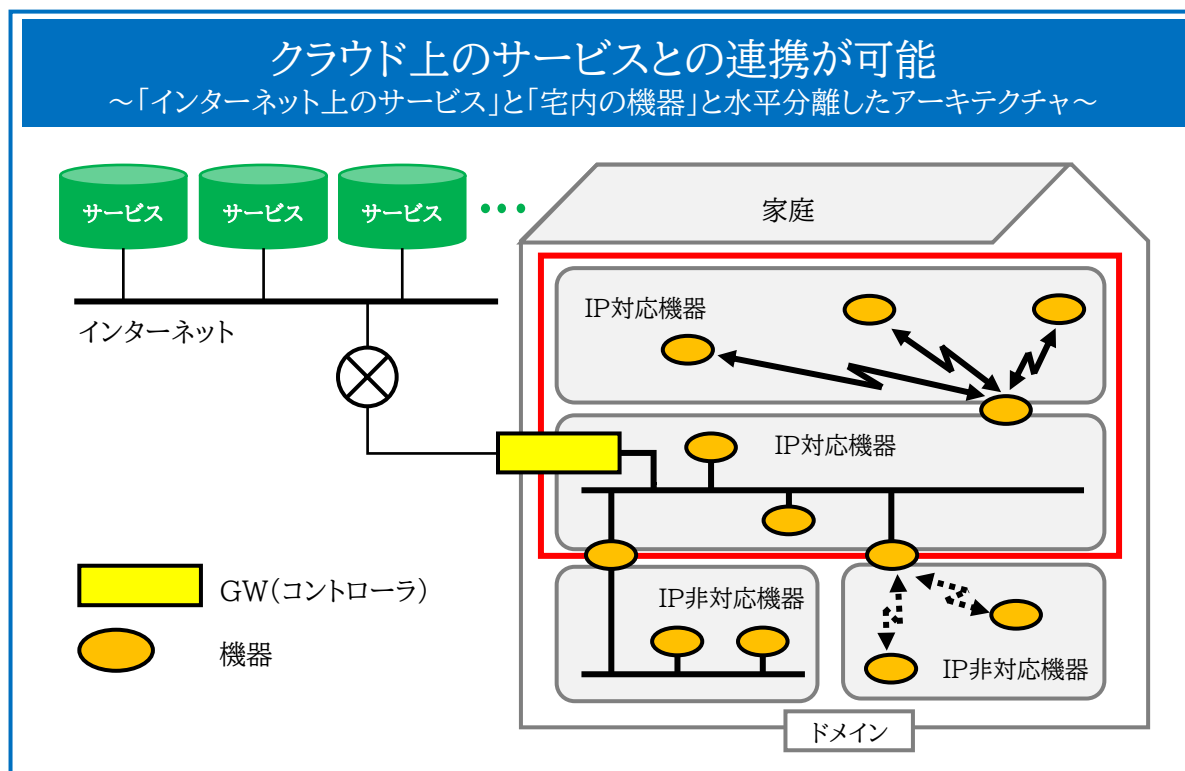 クラウド上のサービスとの連携が可能
～「インターネット上のサービス」と「宅内の機器」と水平分離したアーキテクチャ～
サービス
サービス
サービス
•••
家庭
IP対応機器
インターネット
IP対応機器
GW(コントローラ)
機器
IP非対応機器
IP非対応機器
ドメイン